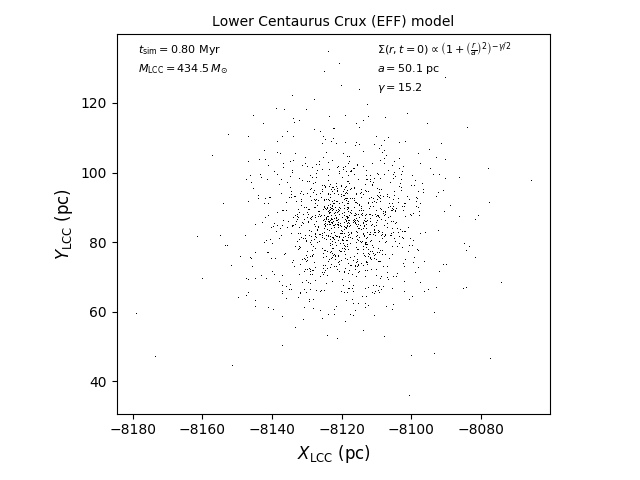 Lower Centaurus Crux (EFF) model
t_sim = 0.80 Myr
M_LCC = 434.5 M_⊙
Σ(r, t = 0) ∝ (1 + (r/a)²)^(−γ/2)
a = 50.1 pc
γ = 15.2
Y_LCC (pc)
120
100
80
60
40
−8180 −8160 −8140 −8120 −8100 −8080
X_LCC (pc)